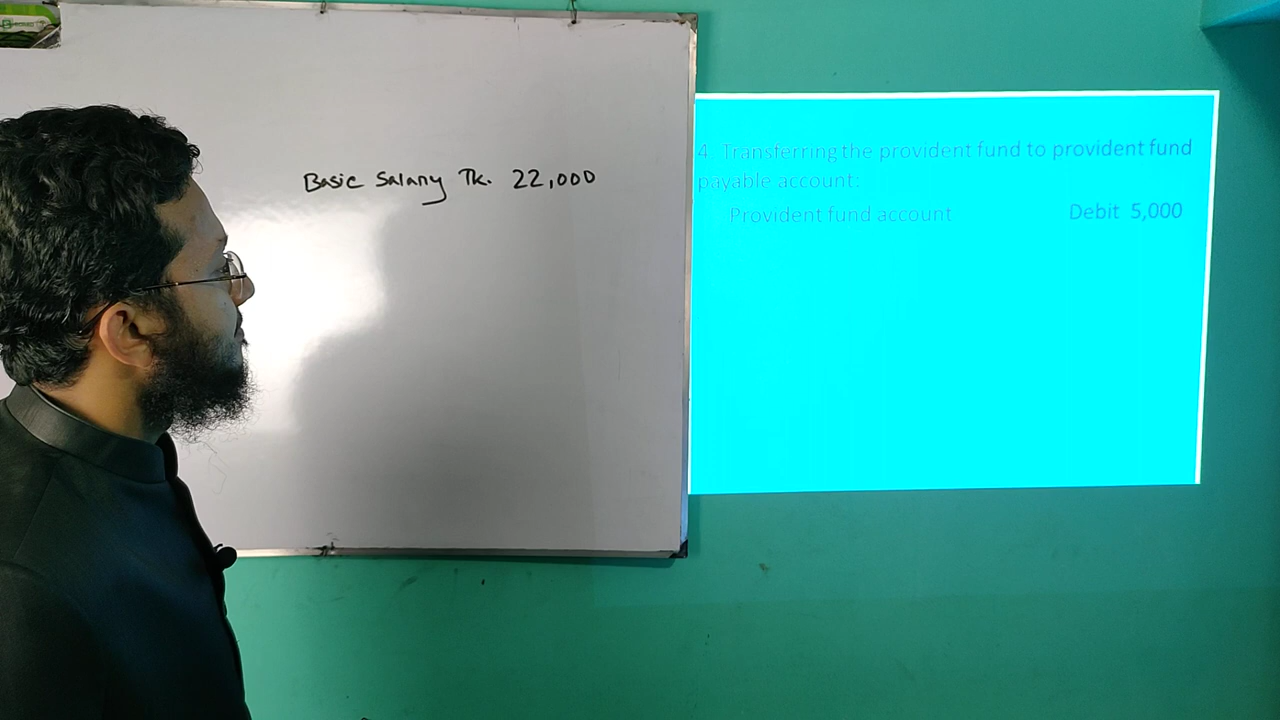 Basic Salary Tk. 22,000
4. Transferring the provident fund to provident fund
payable account:
Provident fund account Debit 5,000